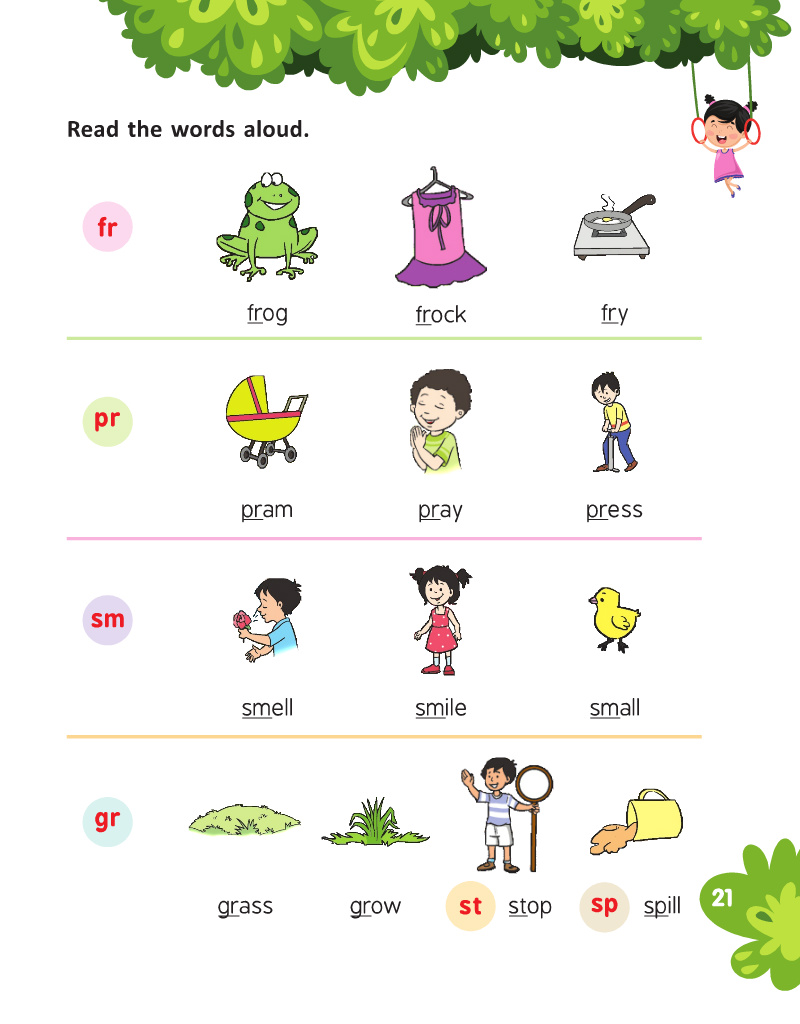 Read the words aloud.
fr
frog frock fry
pr
pram pray press
sm
smell smile small
gr
grass grow st stop sp spill
21